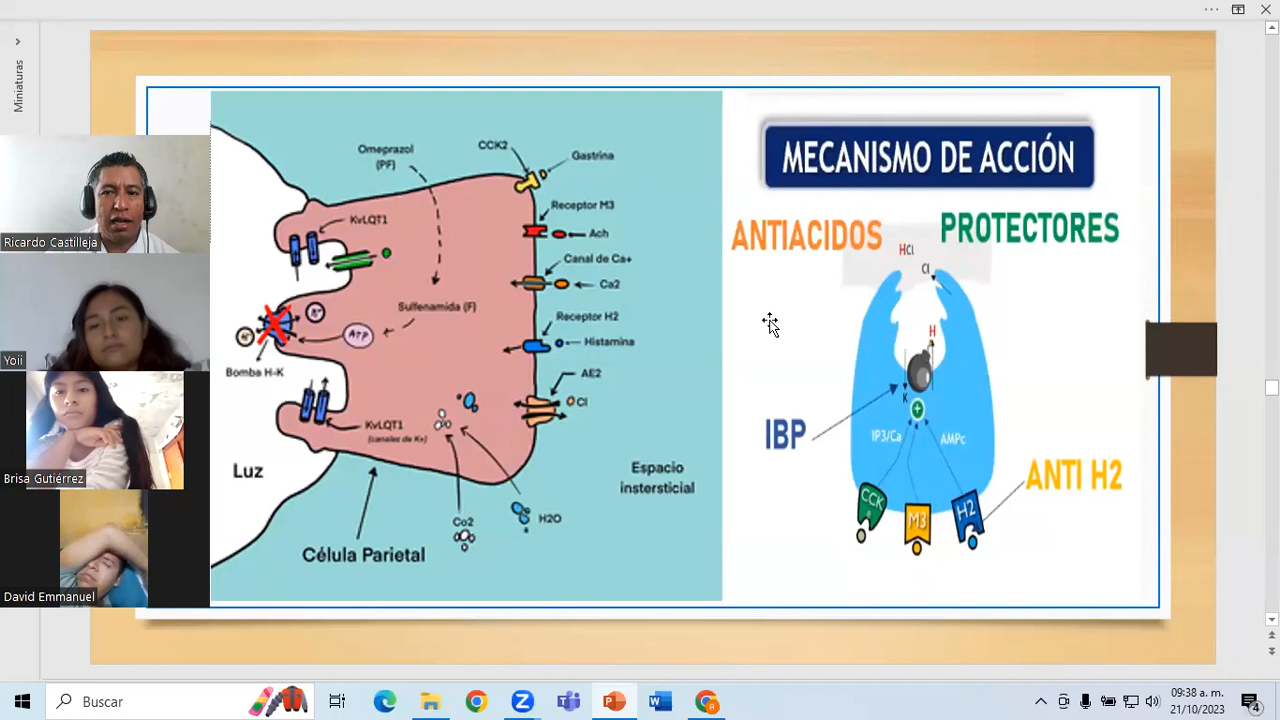 Miniaturas
Ricardo Castilleja
Yoii
Brisa Gutiérrez
David Emmanuel
Omeprazol
(PF)
CCK2
Gastrina
KvLQT1
Receptor M3
Ach
Canal de Ca+
Ca2
Sulfenamida (F)
Receptor H2
Histamina
K+
H+
ATP
Bomba H-K
AE2
Cl
KvLQT1
(canales de K+)
Luz
Espacio
instersticial
Co2
H2O
Célula Parietal
MECANISMO DE ACCIÓN
ANTIACIDOS
PROTECTORES
HCl
Cl
H
K
+
IBP
IP3/Ca
AMPc
ANTI H2
CCK
M3
H2
Buscar
09:38 a. m.
21/10/2023
4